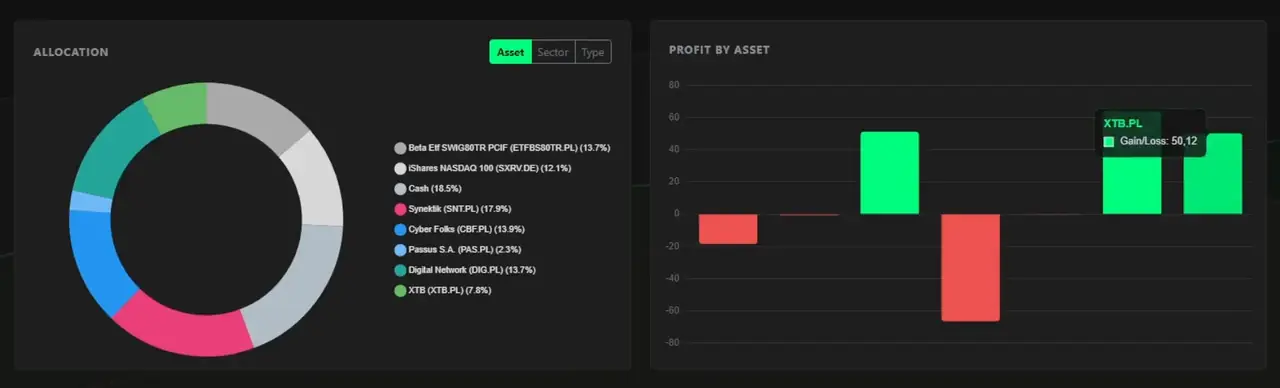 ALLOCATION
Asset Sector Type
Beta Etf SWIG80TR PCIF (ETFBS80TR.PL) (13.7%)
iShares NASDAQ 100 (SXRV.DE) (12.1%)
Cash (18.5%)
Synektik (SNT.PL) (17.9%)
Cyber Folks (CBF.PL) (13.9%)
Passus S.A. (PAS.PL) (2.3%)
Digital Network (DIG.PL) (13.7%)
XTB (XTB.PL) (7.8%)
PROFIT BY ASSET
80
60
40
20
0
-20
-40
-60
-80
XTB.PL
Gain/Loss: 50,12